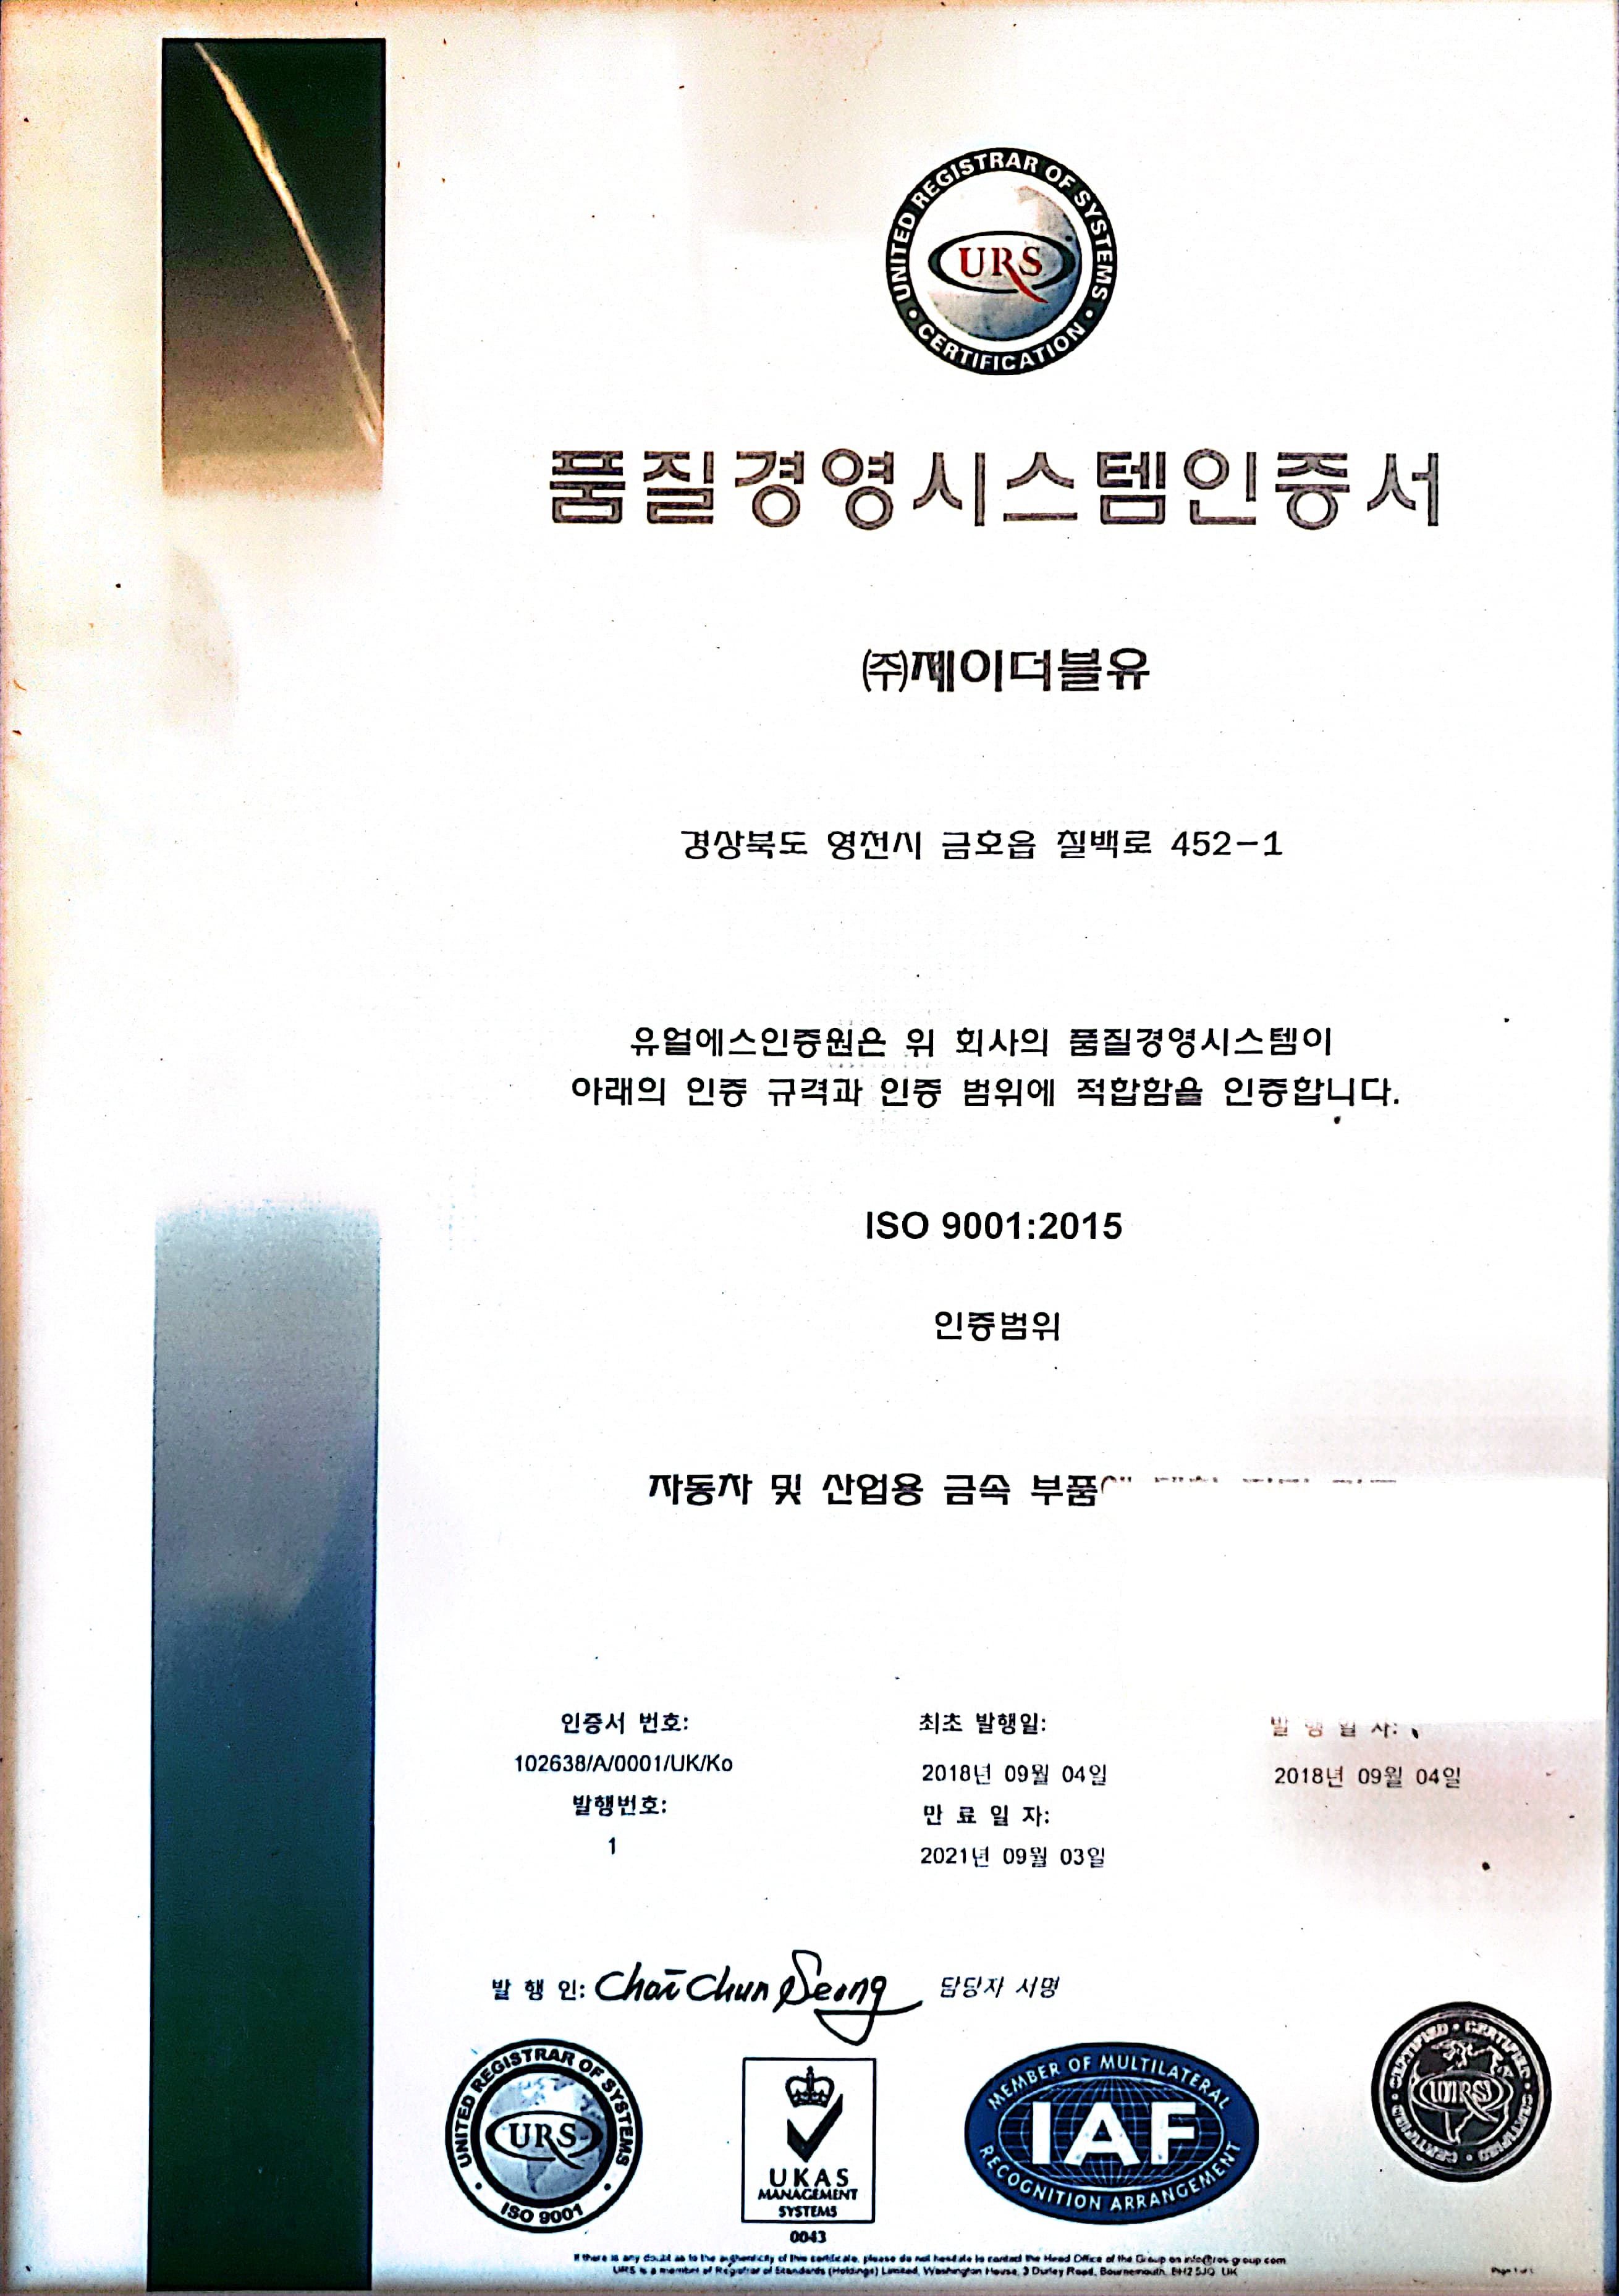 UNITED REGISTRAR OF SYSTEMS
URS
CERTIFICATION
품질경영시스템인증서
㈜제이더블유
경상북도 영천시 금호읍 칠백로 452-1
유얼에스인증원은 위 회사의 품질경영시스템이
아래의 인증 규격과 인증 범위에 적합함을 인증합니다.
ISO 9001:2015
인증범위
자동차 및 산업용 금속 부품
인증서 번호:
102638/A/0001/UK/Ko
발행번호:
1
최초 발행일:
2018년 09월 04일
만 료 일 자:
2021년 09월 03일
발 행 일 자:
2018년 09월 04일
발 행 인: Choi Chun Seong 담당자 서명
UNITED REGISTRAR OF SYSTEMS
URS
ISO 9001
UKAS
MANAGEMENT
SYSTEMS
0043
MEMBER OF MULTILATERAL
IAF
RECOGNITION ARRANGEMENT
CERTIFIED • CERTIFIED • CERTIFIED • CERTIFIED
URS
If there is any doubt as to the authenticity of this certificate, please do not hesitate to contact the Head Office of the Group on info@urs-group.com
URS is a member of Registrar of Standards (Holdings) Limited, Washington House, 3 Durley Road, Bournemouth, BH2 5JQ UK
Page 1 of 1